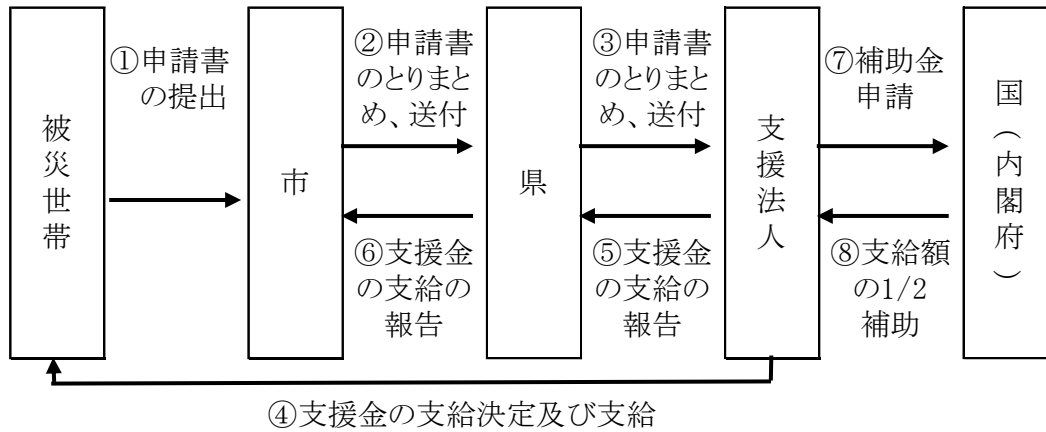 被災世帯
①申請書
の提出
市
②申請書
のとりまと
め、送付
⑥支援金
の支給の
報告
県
③申請書
のとりまと
め、送付
⑤支援金
の支給の
報告
支援法人
⑦補助金
申請
⑧支給額
の1/2
補助
国(内閣府)
④支援金の支給決定及び支給